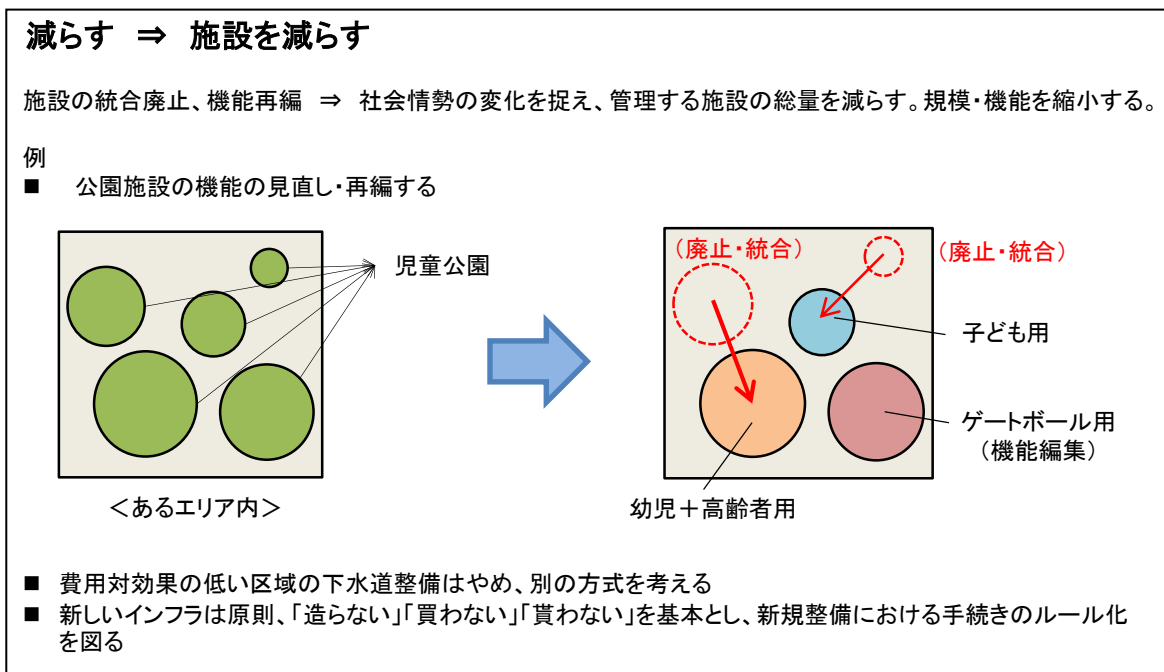 減らす ⇒ 施設を減らす
施設の統合廃止、機能再編 ⇒ 社会情勢の変化を捉え、管理する施設の総量を減らす。規模・機能を縮小する。
例
■ 公園施設の機能の見直し・再編する
児童公園
＜あるエリア内＞
（廃止・統合）
（廃止・統合）
子ども用
ゲートボール用
（機能編集）
幼児＋高齢者用
■ 費用対効果の低い区域の下水道整備はやめ、別の方式を考える
■ 新しいインフラは原則、「造らない」「買わない」「貰わない」を基本とし、新規整備における手続きのルール化
を図る